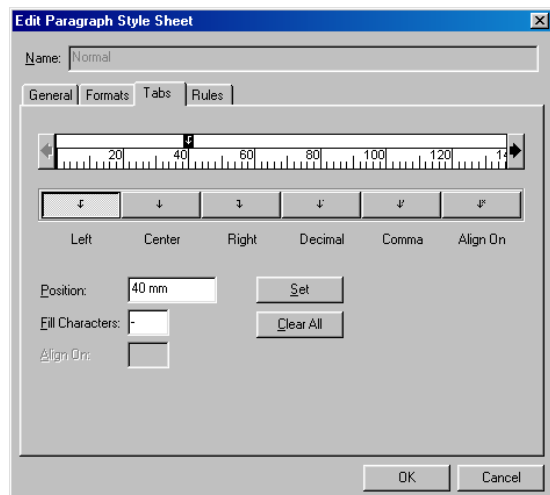 Edit Paragraph Style Sheet
Name: Normal
General Formats Tabs Rules
20 40 60 80 100 120 14
Left Center Right Decimal Comma Align On
Position: 40 mm Set
Fill Characters: - Clear All
Align On:
OK Cancel